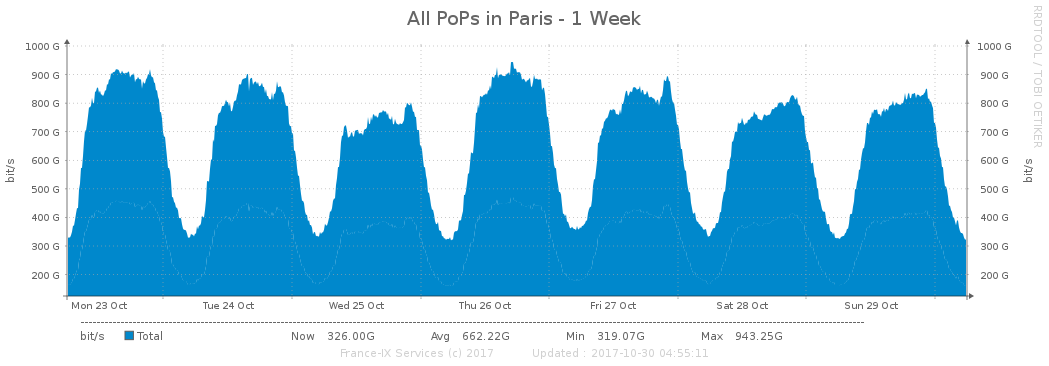 All PoPs in Paris - 1 Week
RRDTOOL / TOBI OETIKER
1000 G 1000 G
900 G 900 G
800 G 800 G
700 G 700 G
600 G 600 G
500 G 500 G
400 G 400 G
300 G 300 G
200 G 200 G
bit/s bit/s
Mon 23 Oct Tue 24 Oct Wed 25 Oct Thu 26 Oct Fri 27 Oct Sat 28 Oct Sun 29 Oct
bit/s Total Now 326.00G Avg 662.22G Min 319.07G Max 943.25G
France-IX Services (c) 2017 Updated : 2017-10-30 04:55:11